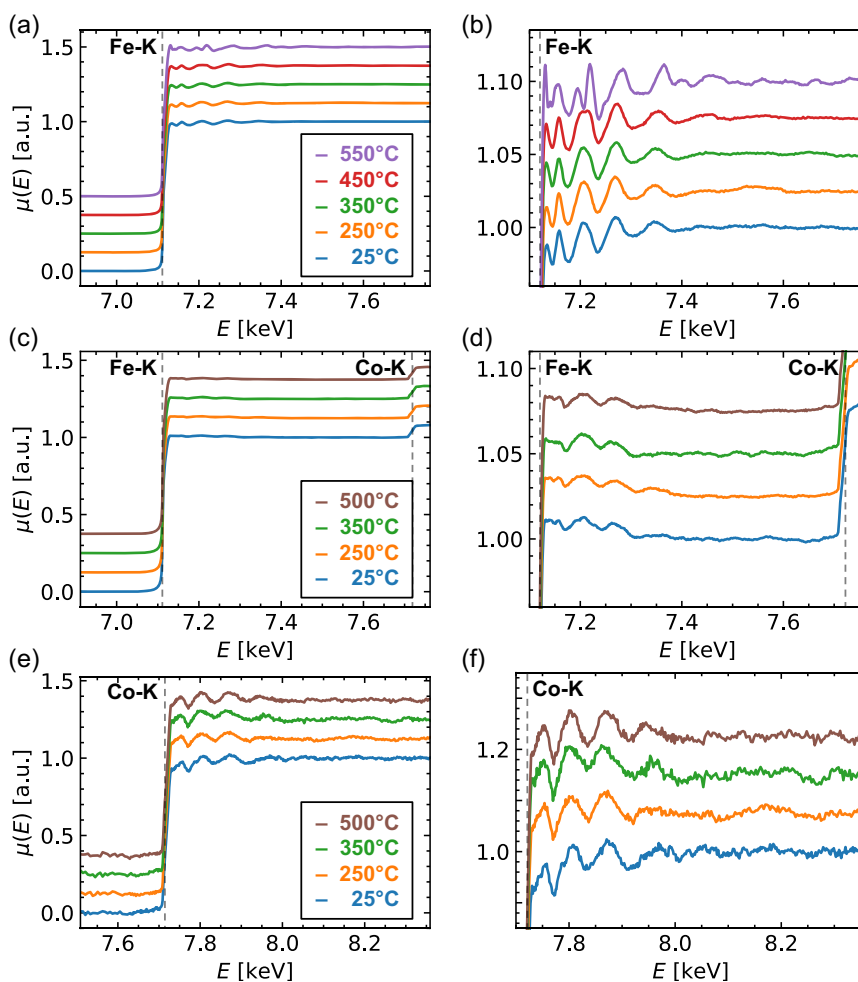 (a)
Fe-K
1.5
1.0
0.5
0.0
μ(E) [a.u.]
550°C
450°C
350°C
250°C
25°C
7.0
7.2
7.4
7.6
E [keV]
(b)
Fe-K
1.10
1.05
1.00
7.2
7.4
7.6
E [keV]
(c)
Fe-K
Co-K
1.5
1.0
0.5
0.0
μ(E) [a.u.]
500°C
350°C
250°C
25°C
7.0
7.2
7.4
7.6
E [keV]
(d)
Fe-K
Co-K
1.10
1.05
1.00
7.2
7.4
7.6
E [keV]
(e)
Co-K
1.5
1.0
0.5
0.0
μ(E) [a.u.]
500°C
350°C
250°C
25°C
7.6
7.8
8.0
8.2
E [keV]
(f)
Co-K
1.2
1.0
7.8
8.0
8.2
E [keV]